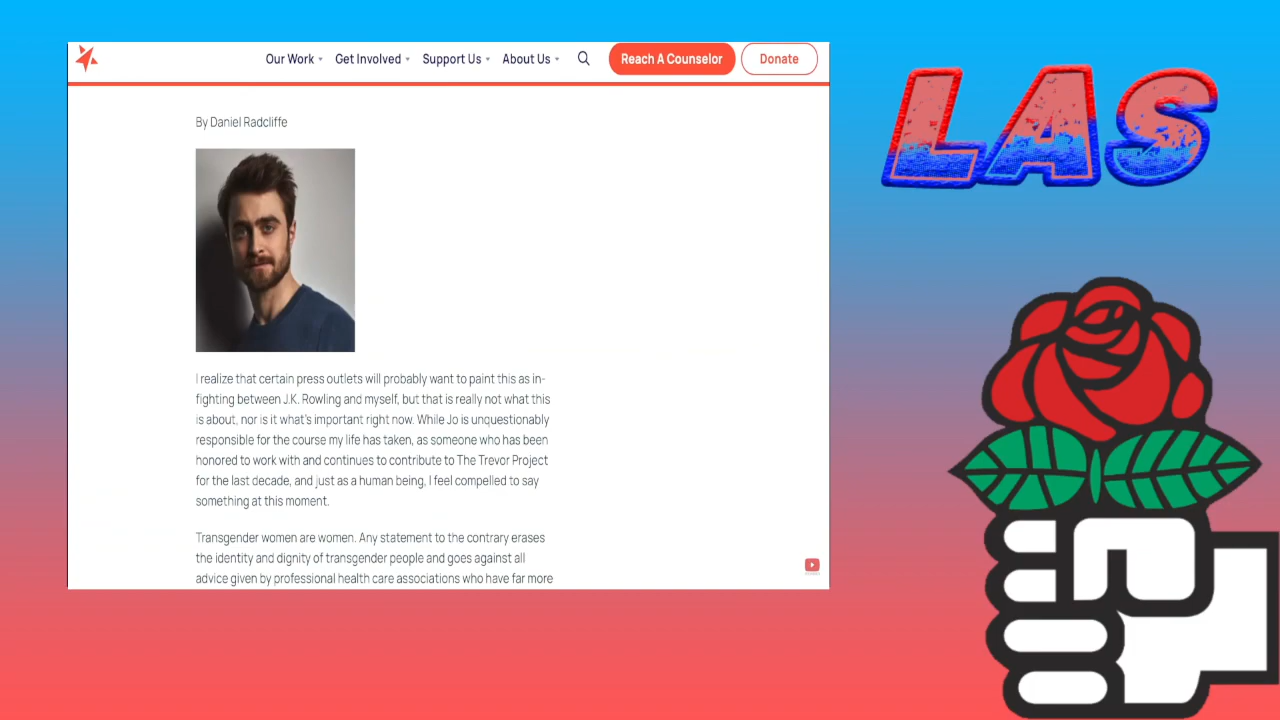 Our Work
Get Involved
Support Us
About Us
Reach A Counselor
Donate
LAS
By Daniel Radcliffe
I realize that certain press outlets will probably want to paint this as in-
fighting between J.K. Rowling and myself, but that is really not what this
is about, nor is it what's important right now. While Jo is unquestionably
responsible for the course my life has taken, as someone who has been
honored to work with and continues to contribute to The Trevor Project
for the last decade, and just as a human being, I feel compelled to say
something at this moment.
Transgender women are women. Any statement to the contrary erases
the identity and dignity of transgender people and goes against all
advice given by professional health care associations who have far more